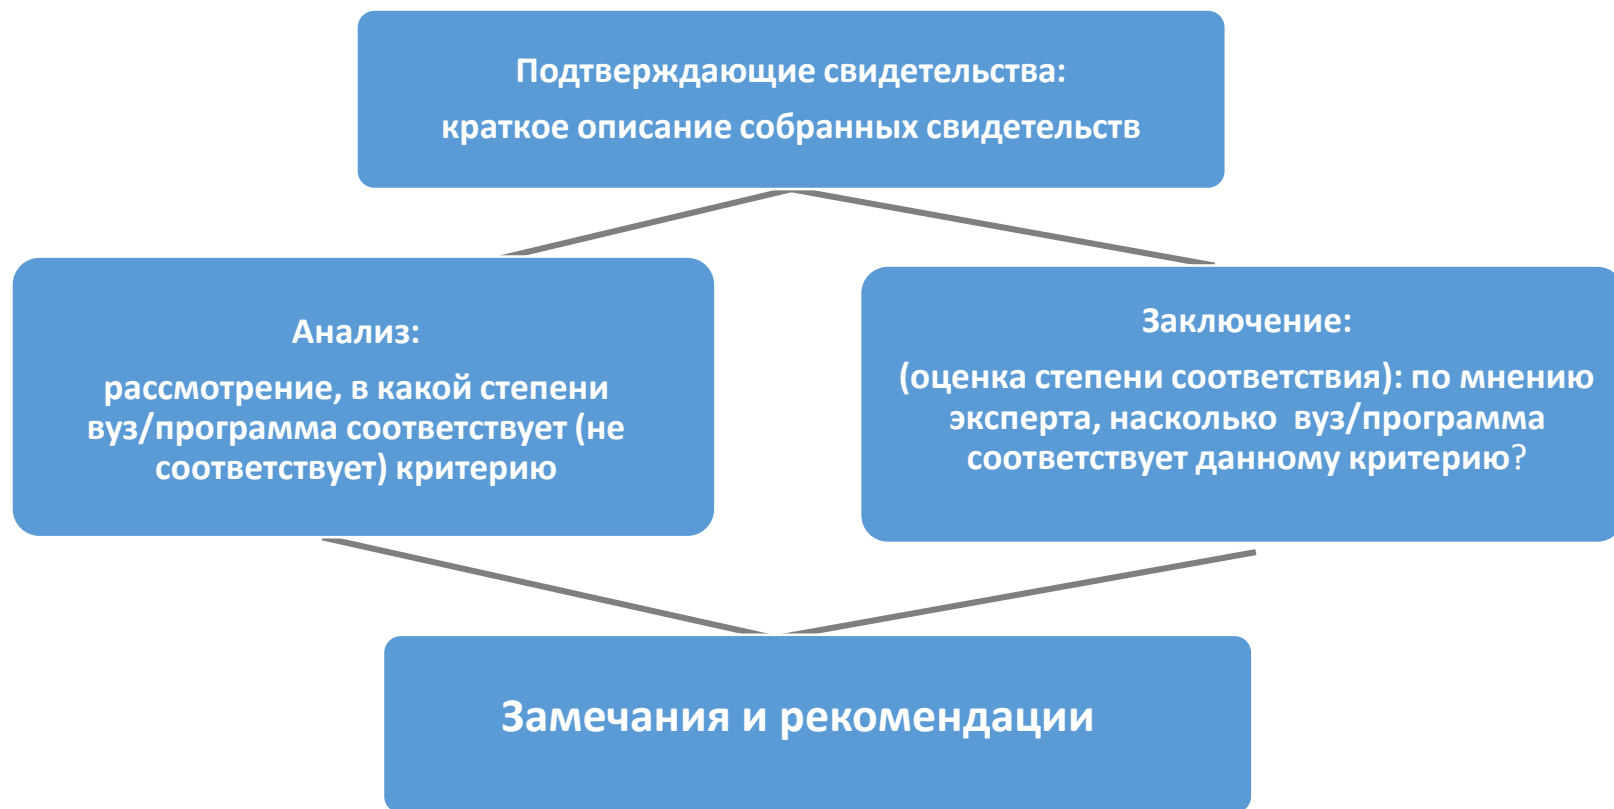 Подтверждающие свидетельства:
краткое описание собранных свидетельств
Анализ:
рассмотрение, в какой степени
вуз/программа соответствует (не
соответствует) критерию
Заключение:
(оценка степени соответствия): по мнению
эксперта, насколько вуз/программа
соответствует данному критерию?
Замечания и рекомендации